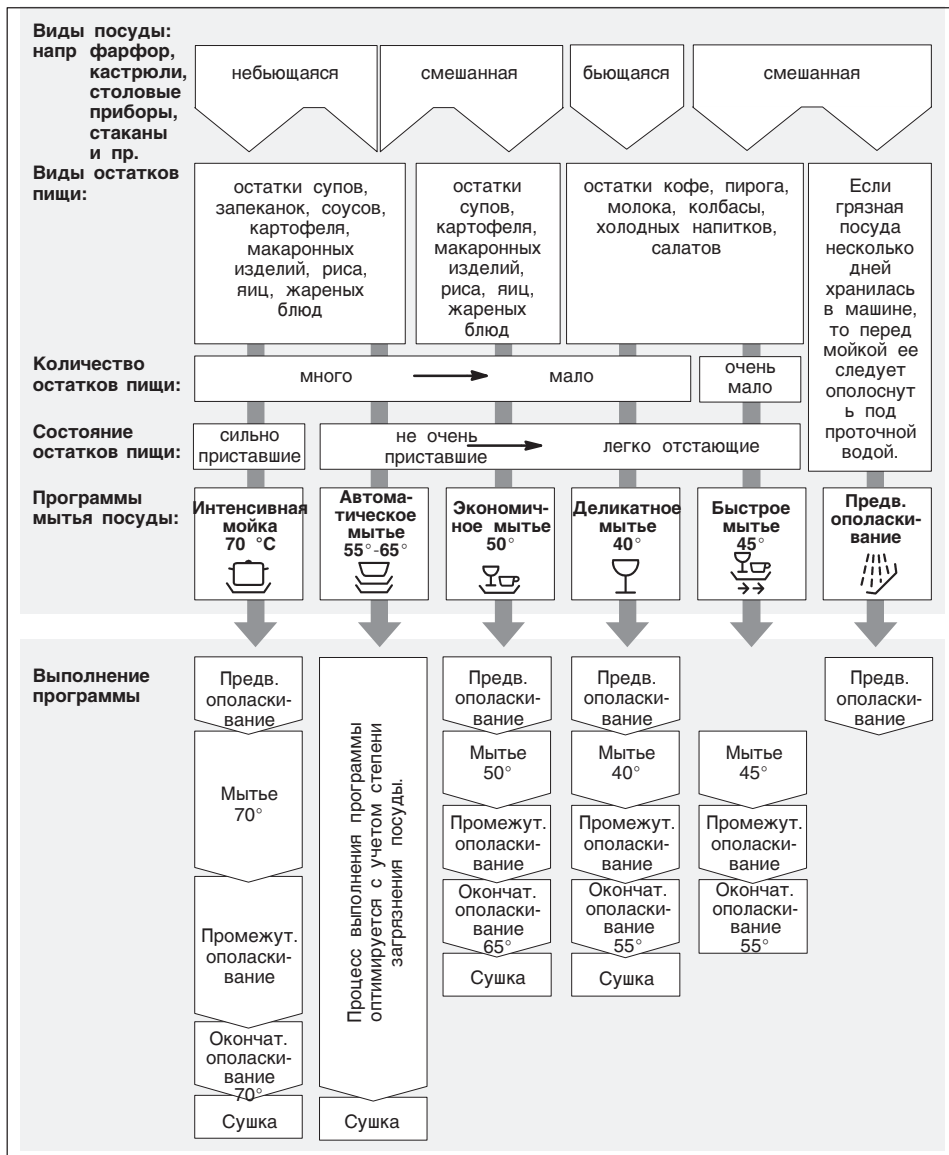 Виды посуды:
напр фарфор,
кастрюли,
столовые
приборы,
стаканы
и пр.
небьющаяся
смешанная
бьющаяся
смешанная
Виды остатков
пищи:
остатки супов,
запеканок, соусов,
картофеля,
макаронных
изделий, риса,
яиц, жареных
блюд
остатки
супов,
картофеля,
макаронных
изделий,
риса, яиц,
жареных
блюд
остатки кофе, пирога,
молока, колбасы,
холодных напитков,
салатов
Если
грязная
посуда
несколько
дней
хранилась
в машине,
то перед
мойкой ее
следует
ополоснут
ь под
проточной
водой.
Количество
остатков пищи:
много
мало
очень
мало
Состояние
остатков пищи:
сильно
приставшие
не очень
приставшие
легко отстающие
Программы
мытья посуды:
Интенсивная
мойка
70 °C
Автома-
тическое
мытье
55°-65°
Экономич-
ное мытье
50°
Деликатное
мытье
40°
Быстрое
мытье
45°
Предв.
ополаски-
вание
Выполнение
программы
Предв.
ополаски-
вание
Мытье
70°
Промежут.
ополаски-
вание
Окончат.
ополаски-
вание
70°
Сушка
Процесс выполнения программы
оптимируется с учетом степени
загрязнения посуды.
Сушка
Предв.
ополаски-
вание
Мытье
50°
Промежут.
ополаски-
вание
Окончат.
ополаски-
вание
65°
Сушка
Предв.
ополаски-
вание
Мытье
40°
Промежут.
ополаски-
вание
Окончат.
ополаски-
вание
55°
Сушка
Мытье
45°
Промежут.
ополаски-
вание
Окончат.
ополаски-
вание
55°
Предв.
ополаски-
вание